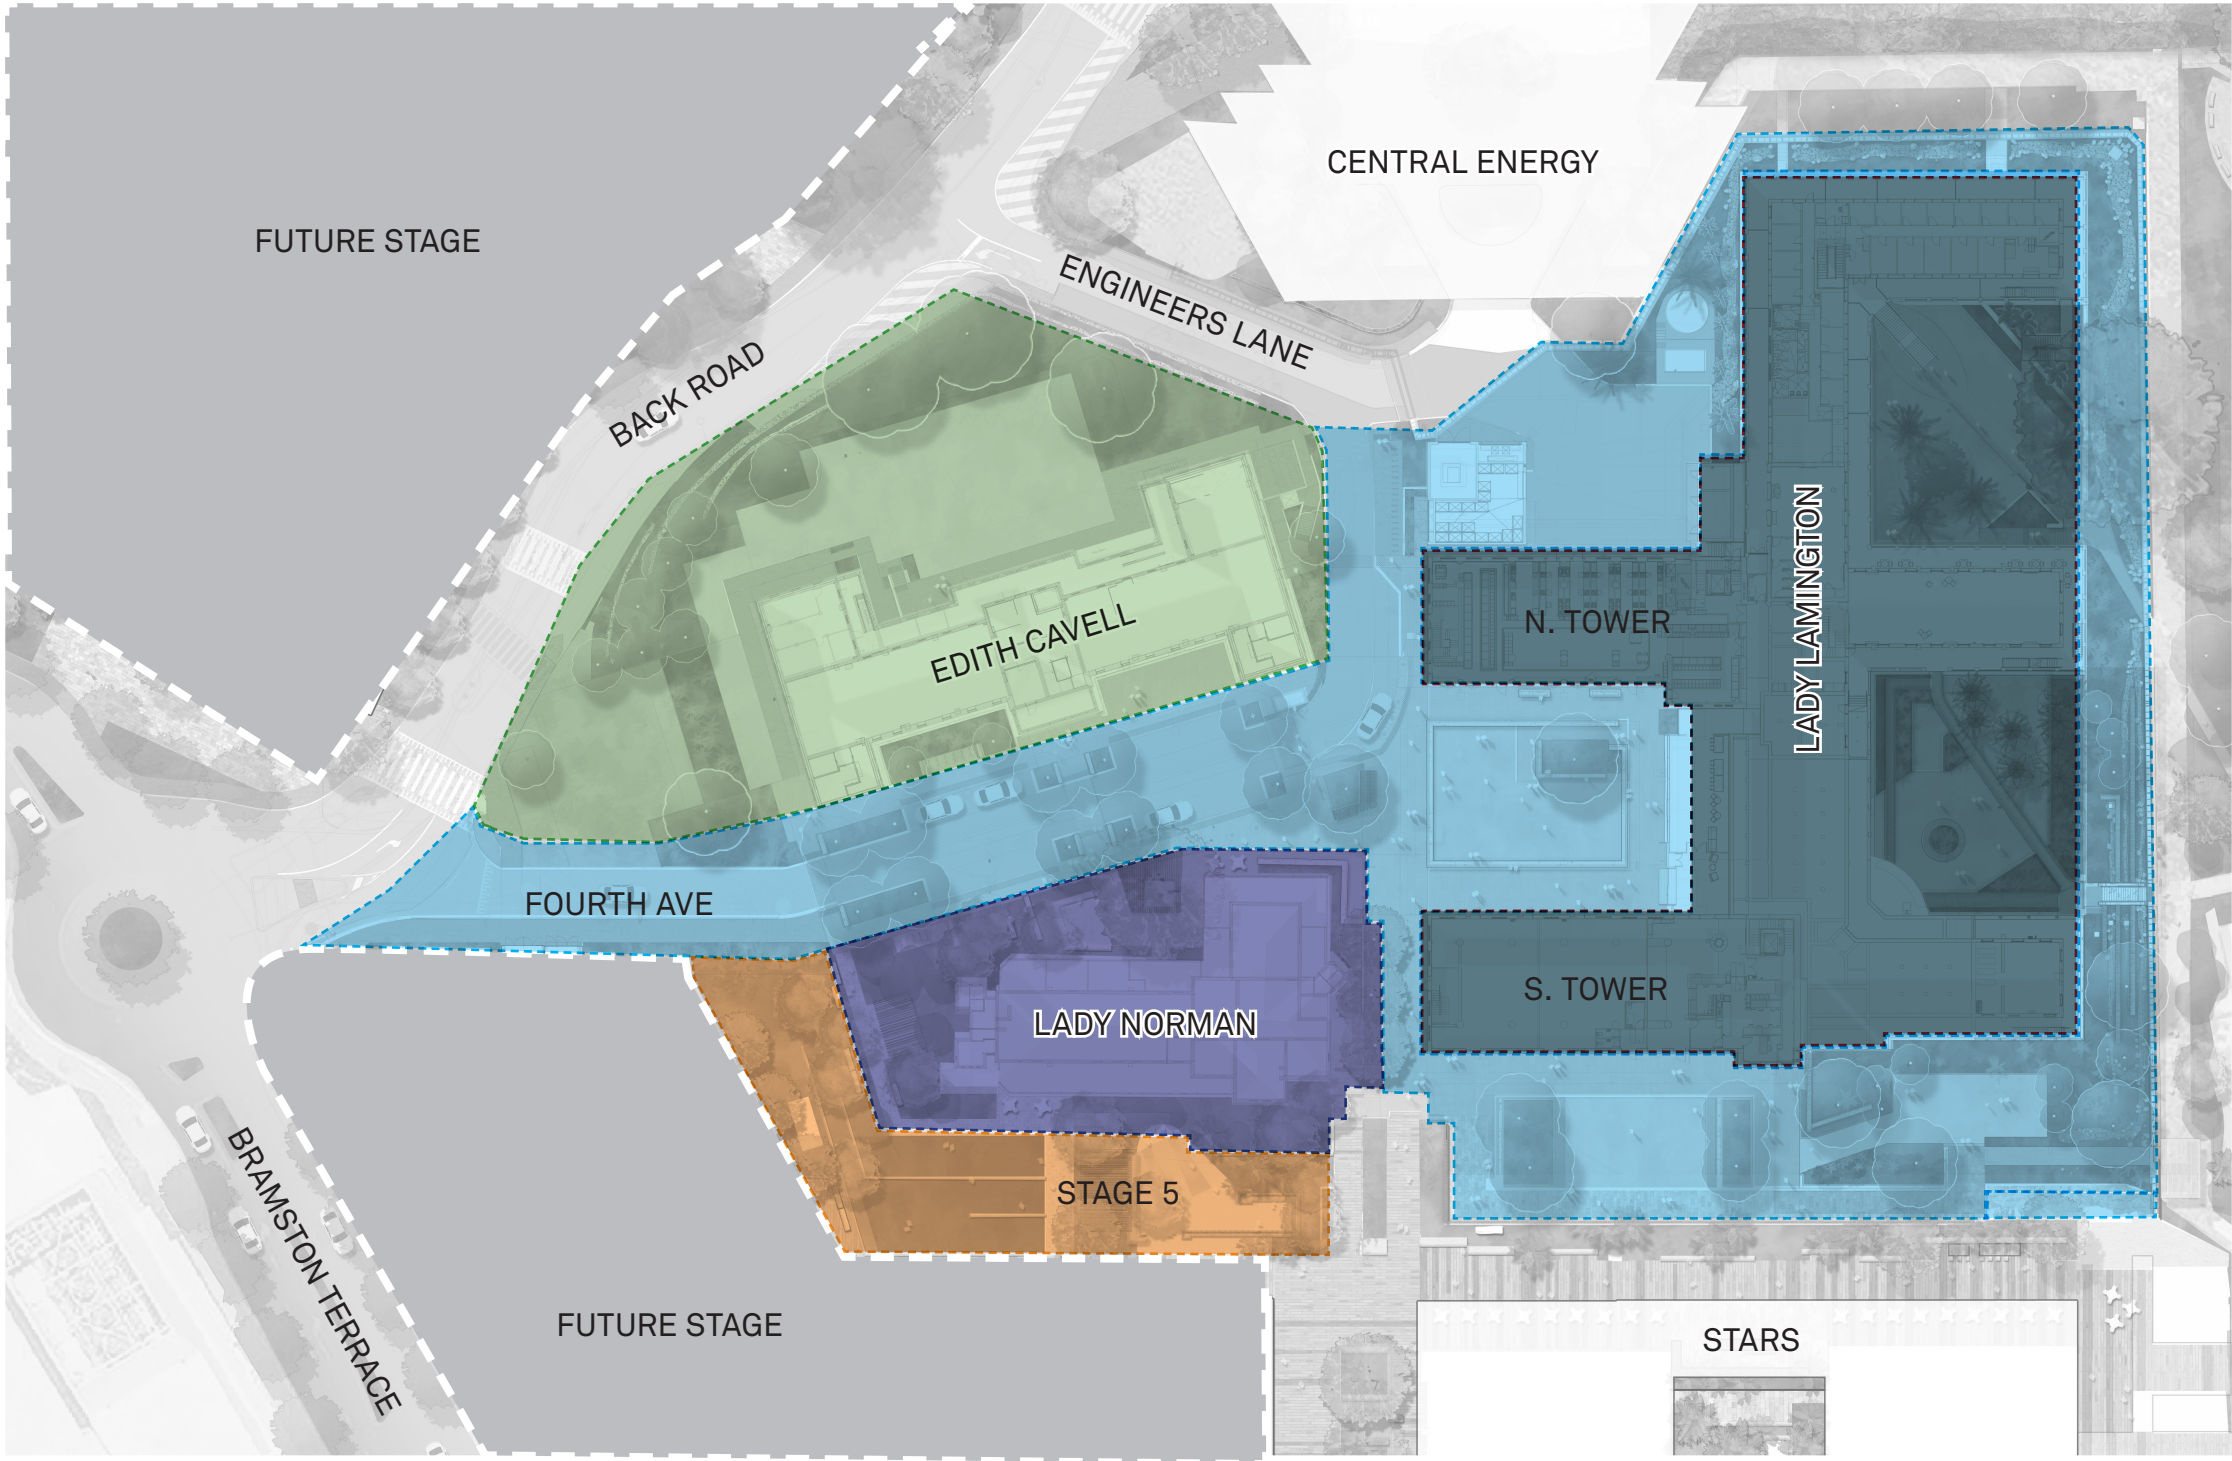 CENTRAL ENERGY
FUTURE STAGE
ENGINEERS LANE
BACK ROAD
LADY LAMINGTON
N. TOWER
EDITH CAVELL
FOURTH AVE
S. TOWER
LADY NORMAN
STAGE 5
BRAMSTON TERRACE
FUTURE STAGE
STARS